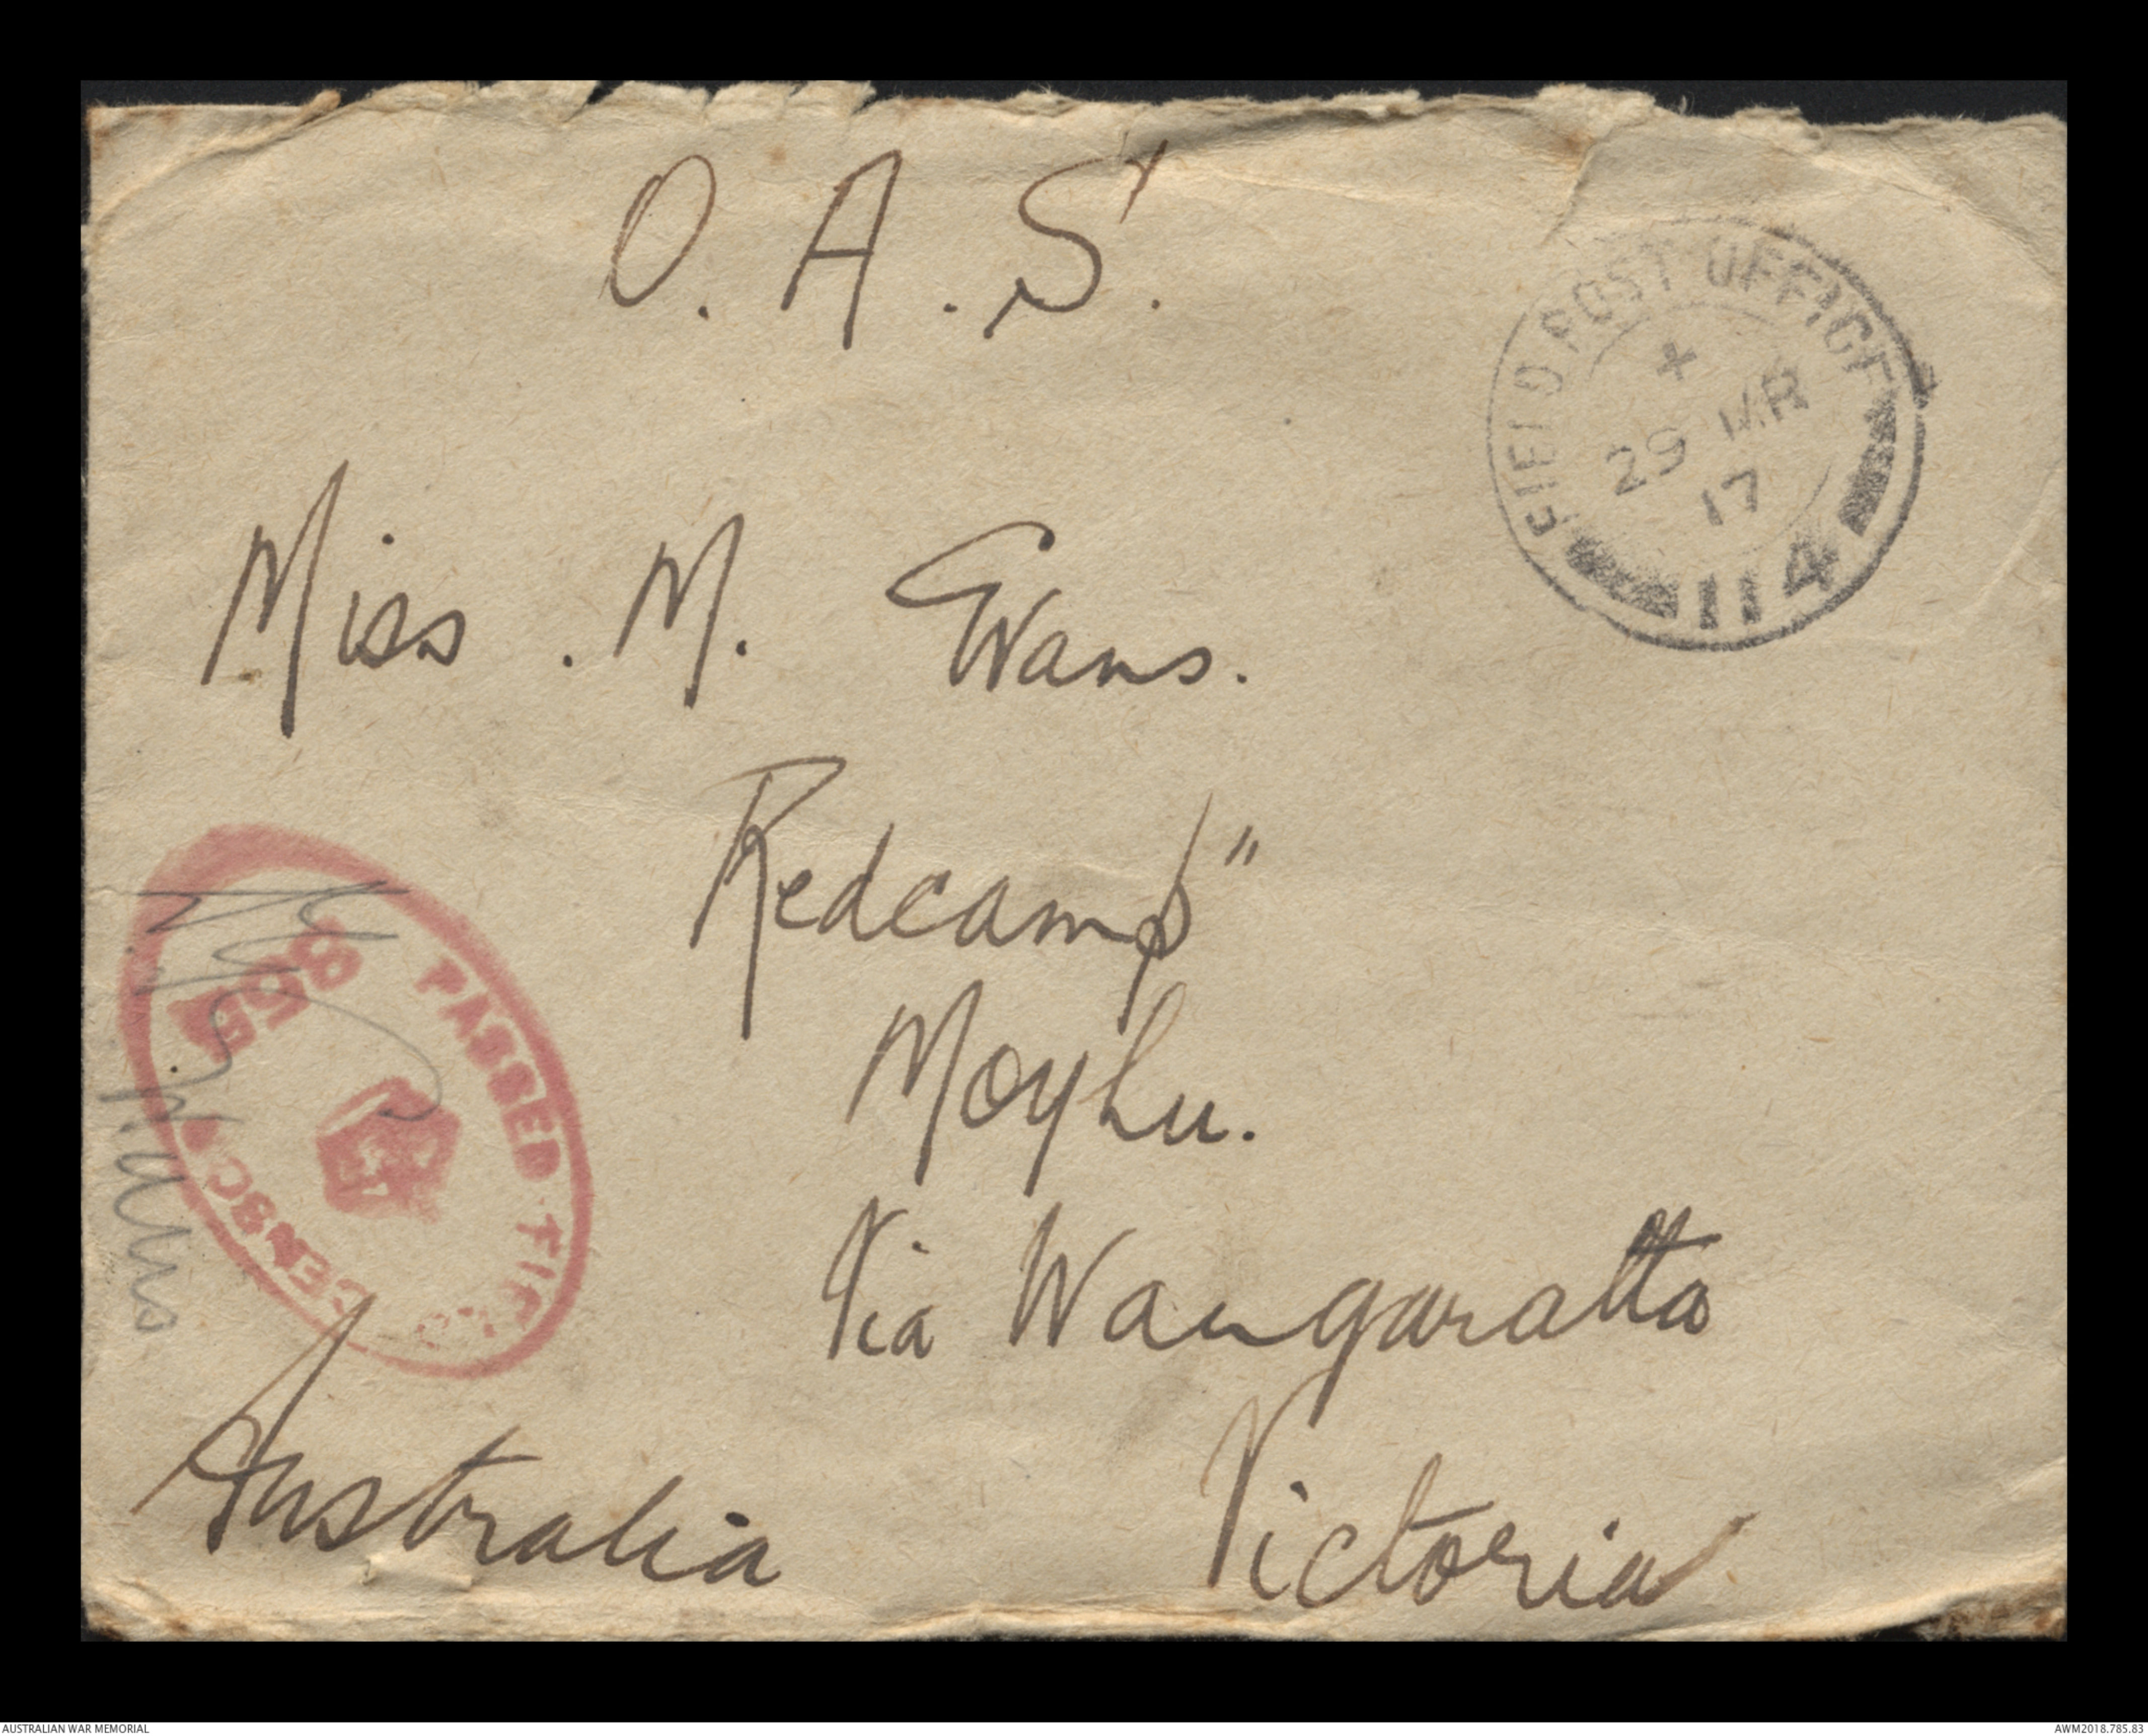 O. A. S.
FIELD POST OFFICE
+
29 MR
17
114
Miss. M. Evans.
Redcamp"
Moyhu.
Via Wangaratta
Victoria
Australia
PASSED FIELD
CENSOR
AUSTRALIAN WAR MEMORIAL
AWM2018.785.83